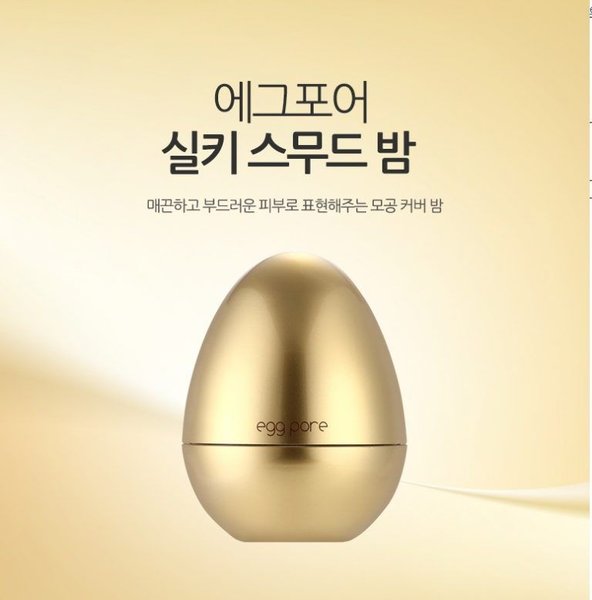 에그포어
실키 스무드 밤
매끈하고 부드러운 피부로 표현해주는 모공 커버 밤
egg pore